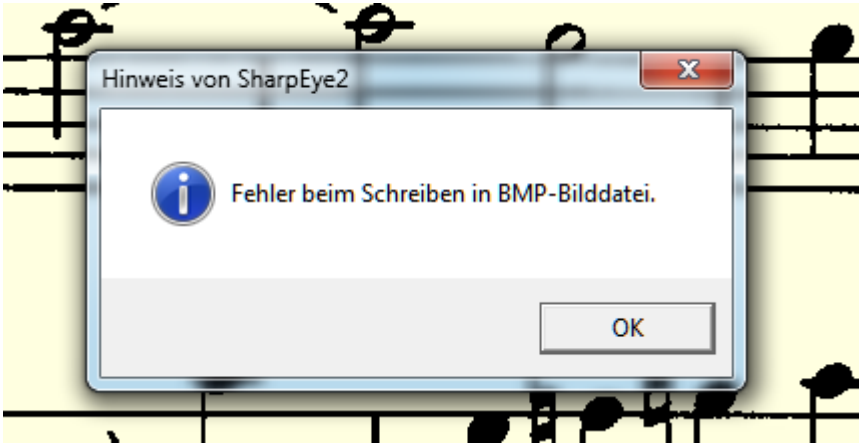 Hinweis von SharpEye2
Fehler beim Schreiben in BMP-Bilddatei.
OK